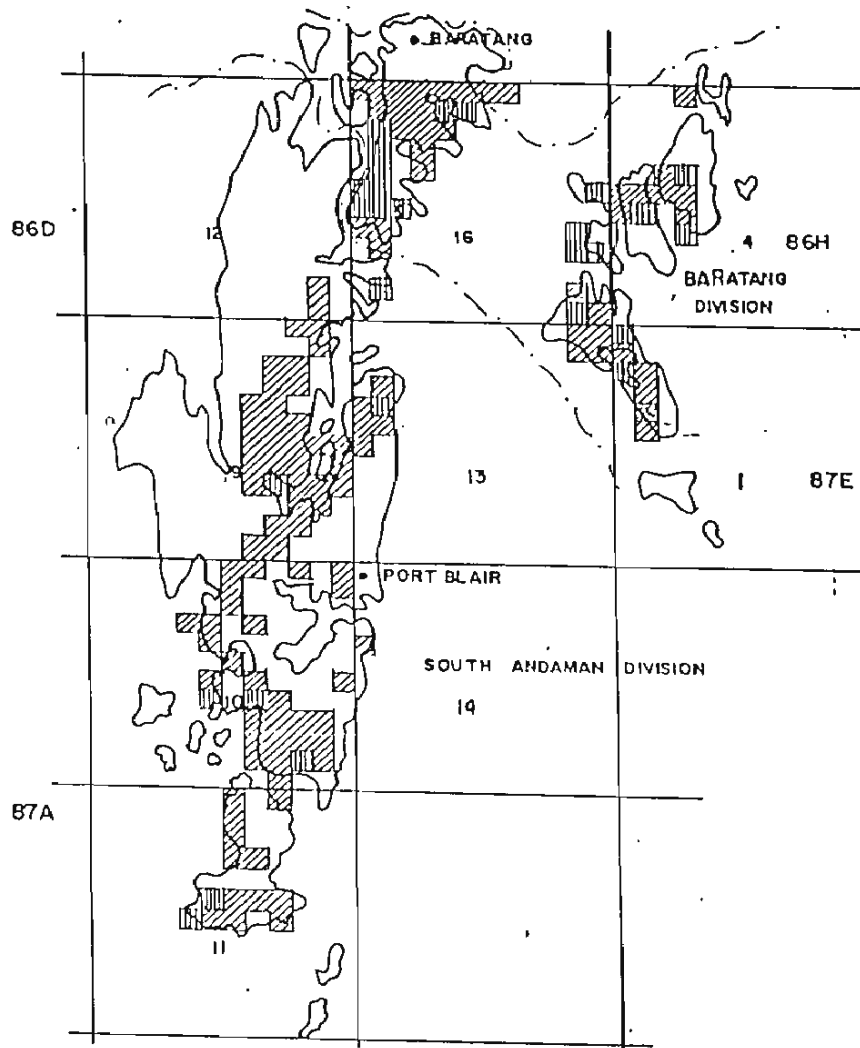 BARATANG
86D
12
16
4
86H
BARATANG
DIVISION
9
13
1
87E
PORT BLAIR
SOUTH ANDAMAN DIVISION
10
14
87A
11